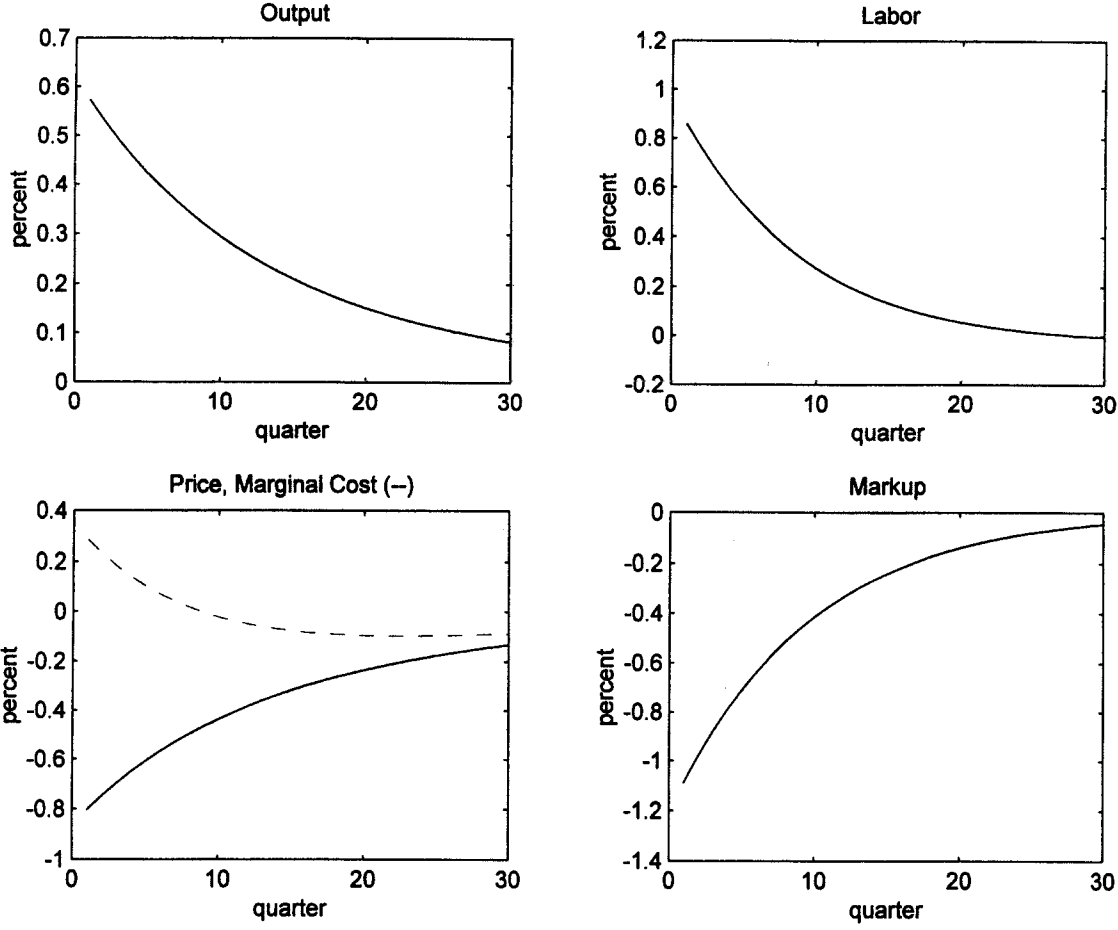 Output
0.7
0.6
0.5
0.4
0.3
0.2
0.1
0
percent
0 10 20 30
quarter
Labor
1.2
1
0.8
0.6
0.4
0.2
0
-0.2
percent
0 10 20 30
quarter
Price, Marginal Cost (--)
0.4
0.2
0
-0.2
-0.4
-0.6
-0.8
-1
percent
0 10 20 30
quarter
Markup
0
-0.2
-0.4
-0.6
-0.8
-1
-1.2
-1.4
percent
0 10 20 30
quarter